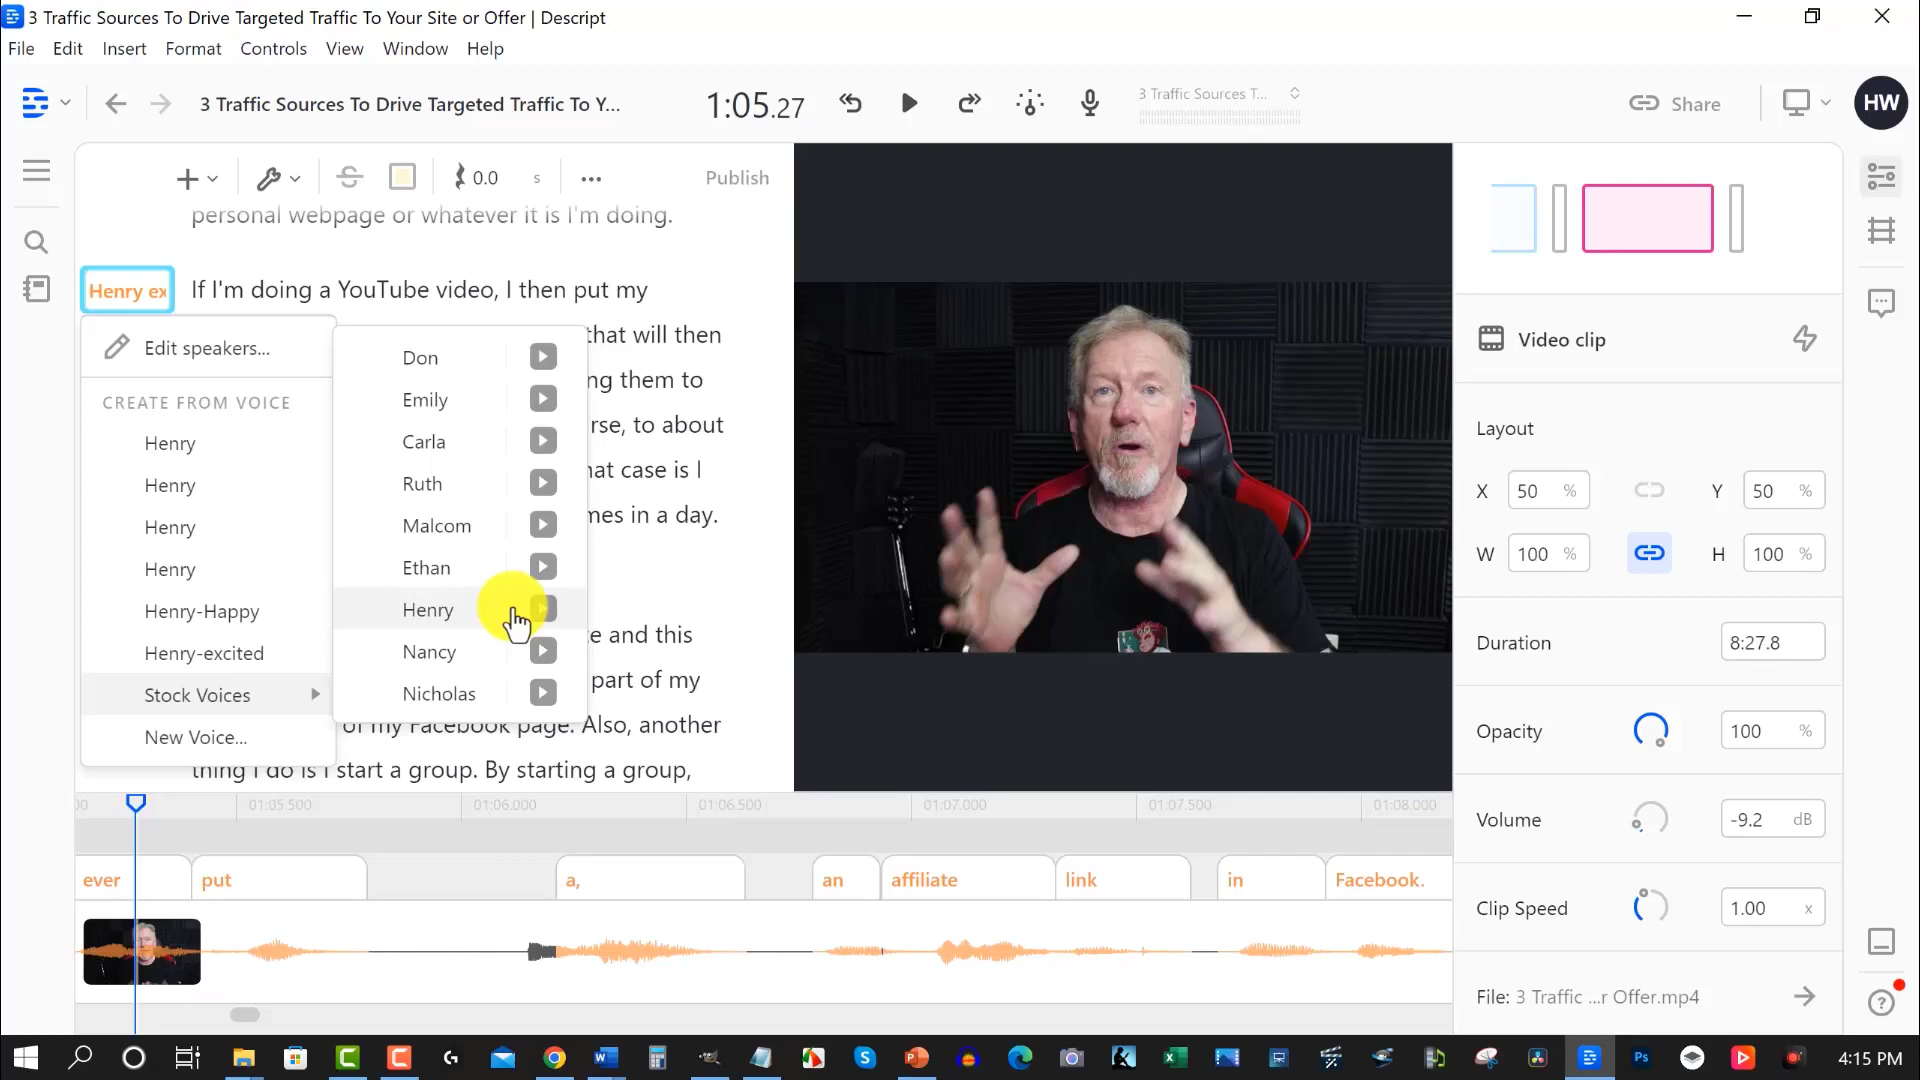 3 Traffic Sources To Drive Targeted Traffic To Your Site or Offer | Descript
File Edit Insert Format Controls View Window Help
3 Traffic Sources To Drive Targeted Traffic To Y...
1:05.27
3 Traffic Sources T...
Share
HW
0.0 s
Publish
personal webpage or whatever it is I'm doing.
Henry ex
If I'm doing a YouTube video, I then put my
that will then
ng them to
rse, to about
hat case is I
mes in a day.
e and this
part of my
of my Facebook page. Also, another
thing I do is I start a group. By starting a group,
Edit speakers...
CREATE FROM VOICE
Henry
Henry
Henry
Henry
Henry-Happy
Henry-excited
Stock Voices
New Voice...
Don
Emily
Carla
Ruth
Malcom
Ethan
Henry
Nancy
Nicholas
Video clip
Layout
X 50 % Y 50 %
W 100 % H 100 %
Duration 8:27.8
Opacity 100 %
Volume -9.2 dB
Clip Speed 1.00 x
File: 3 Traffic ...r Offer.mp4
00 01:05.500 01:06.000 01:06.500 01:07.000 01:07.500 01:08.000
ever put a, an affiliate link in Facebook.
4:15 PM